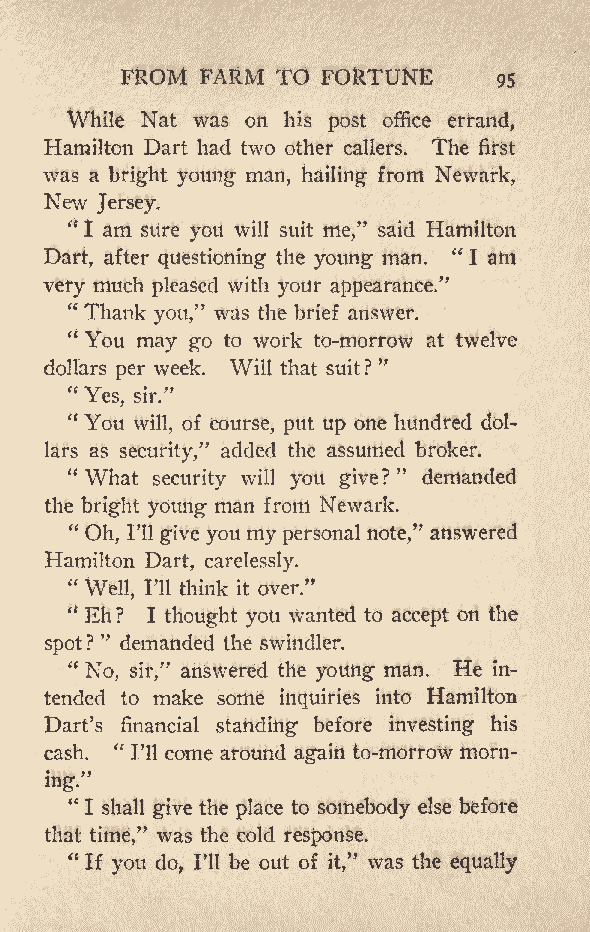 FROM FARM TO FORTUNE 95
While Nat was on his post office errand,
Hamilton Dart had two other callers. The first
was a bright young man, hailing from Newark,
New Jersey.
“I am sure you will suit me,” said Hamilton
Dart, after questioning the young man. “I am
very much pleased with your appearance.”
“Thank you,” was the brief answer.
“You may go to work to-morrow at twelve
dollars per week. Will that suit?”
“Yes, sir.”
“You will, of course, put up one hundred dol-
lars as security,” added the assumed broker.
“What security will you give?” demanded
the bright young man from Newark.
“Oh, I’ll give you my personal note,” answered
Hamilton Dart, carelessly.
“Well, I’ll think it over.”
“Eh? I thought you wanted to accept on the
spot?” demanded the swindler.
“No, sir,” answered the young man. He in-
tended to make some inquiries into Hamilton
Dart’s financial standing before investing his
cash. “I’ll come around again to-morrow morn-
ing.”
“I shall give the place to somebody else before
that time,” was the cold response.
“If you do, I’ll be out of it,” was the equally